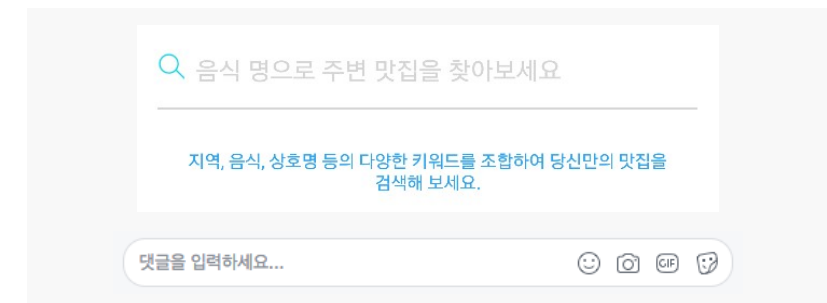 음식 명으로 주변 맛집을 찾아보세요
지역, 음식, 상호명 등의 다양한 키워드를 조합하여 당신만의 맛집을
검색해 보세요.
댓글을 입력하세요...
GIF